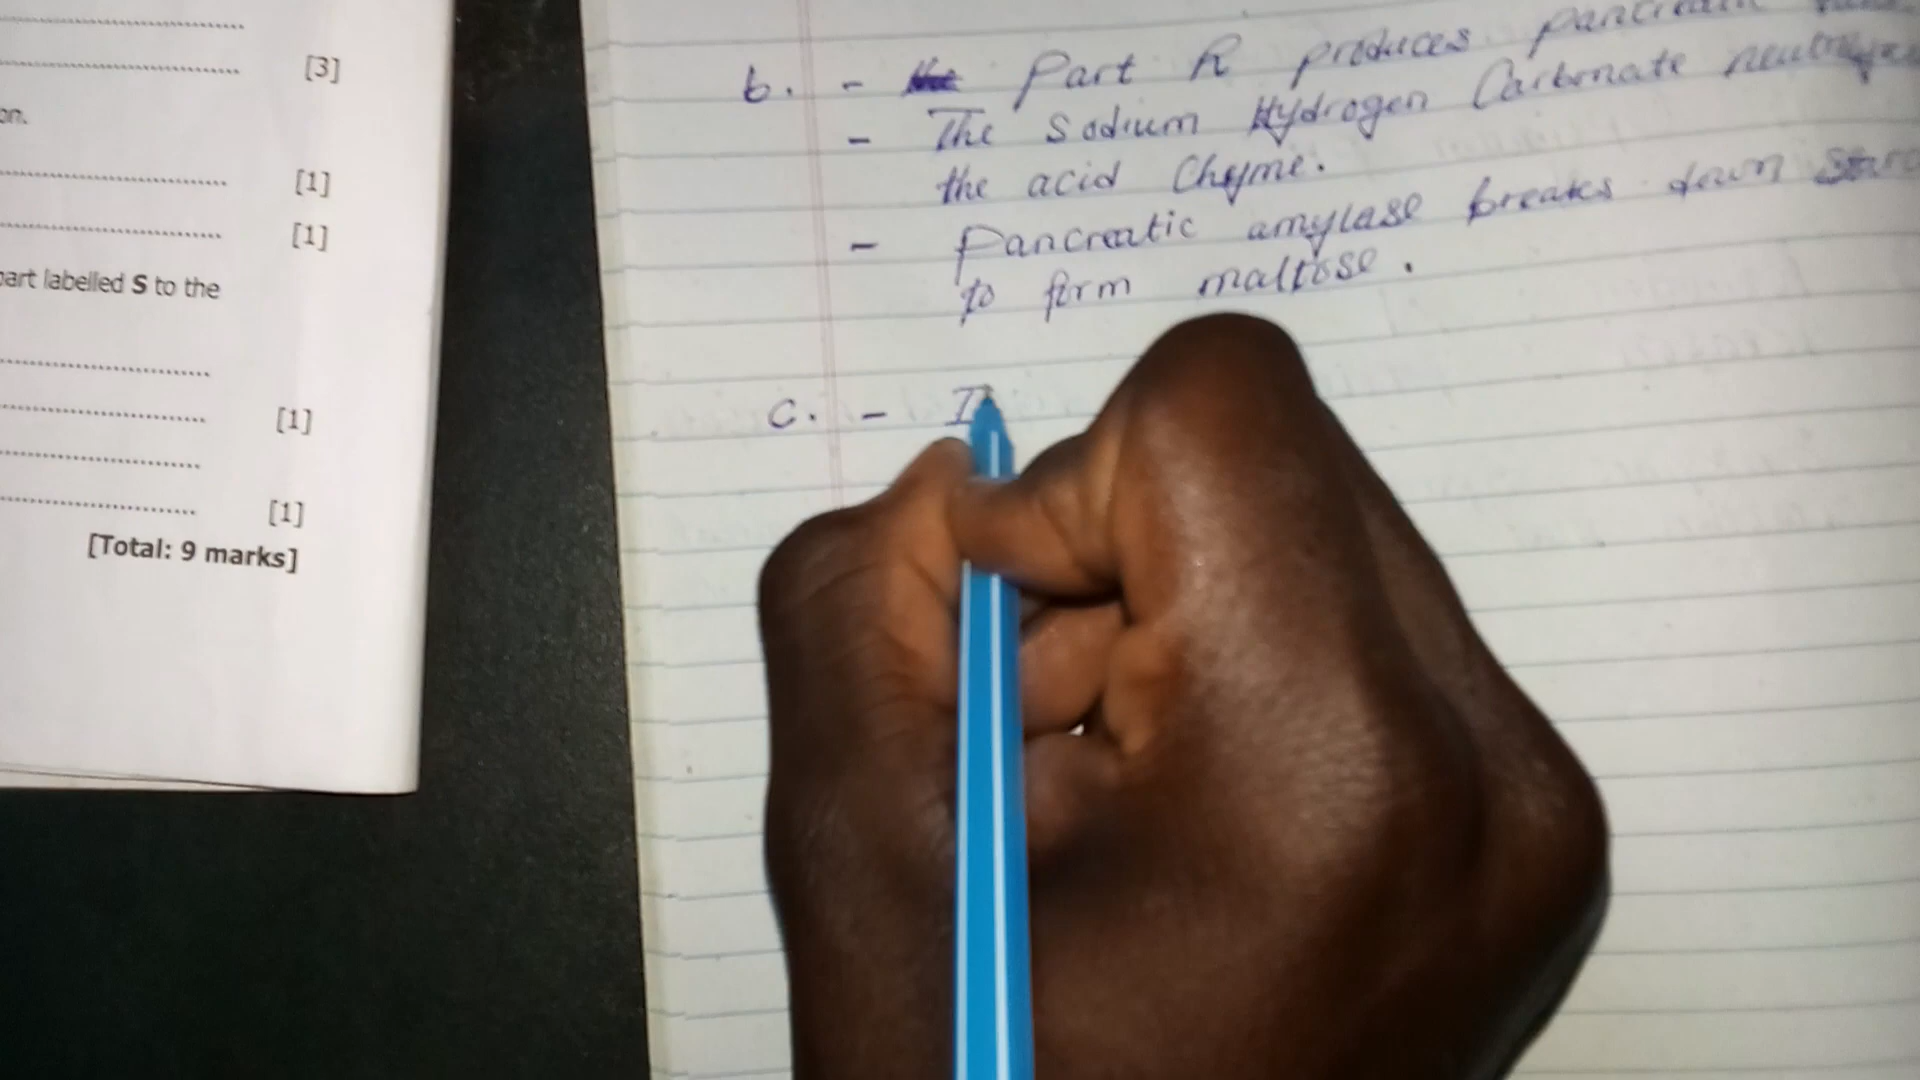 [3]
on.
[1]
[1]
part labelled S to the
[1]
[1]
[Total: 9 marks]
b. - Part R produces
- The Sodium Hydrogen Carbonate
the acid Chyme.
- Pancreatic amylase breaks down
to form maltose.
c. - I